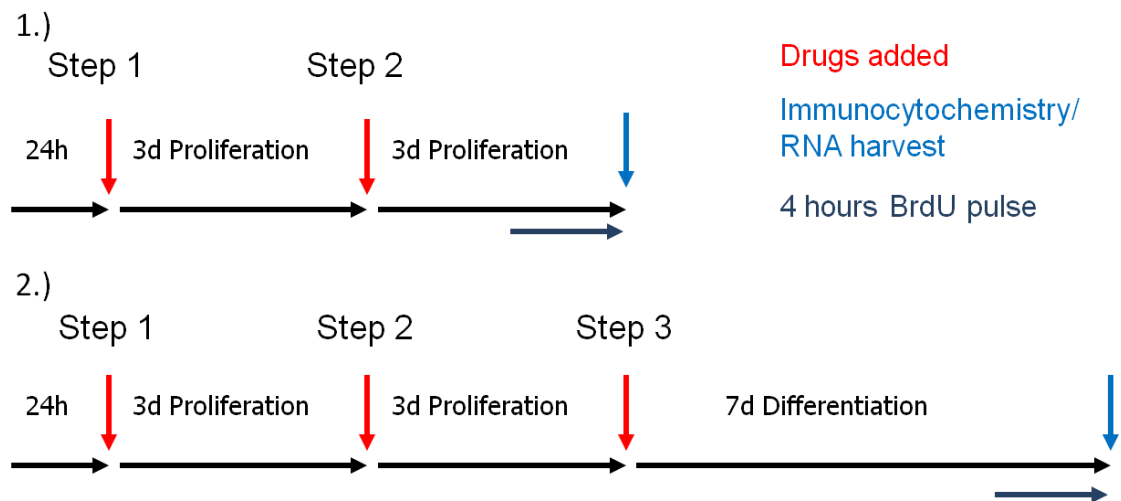 1.)
Step 1
Step 2
Drugs added
Immunocytochemistry/
RNA harvest
24h
3d Proliferation
3d Proliferation
4 hours BrdU pulse
2.)
Step 1
Step 2
Step 3
24h
3d Proliferation
3d Proliferation
7d Differentiation